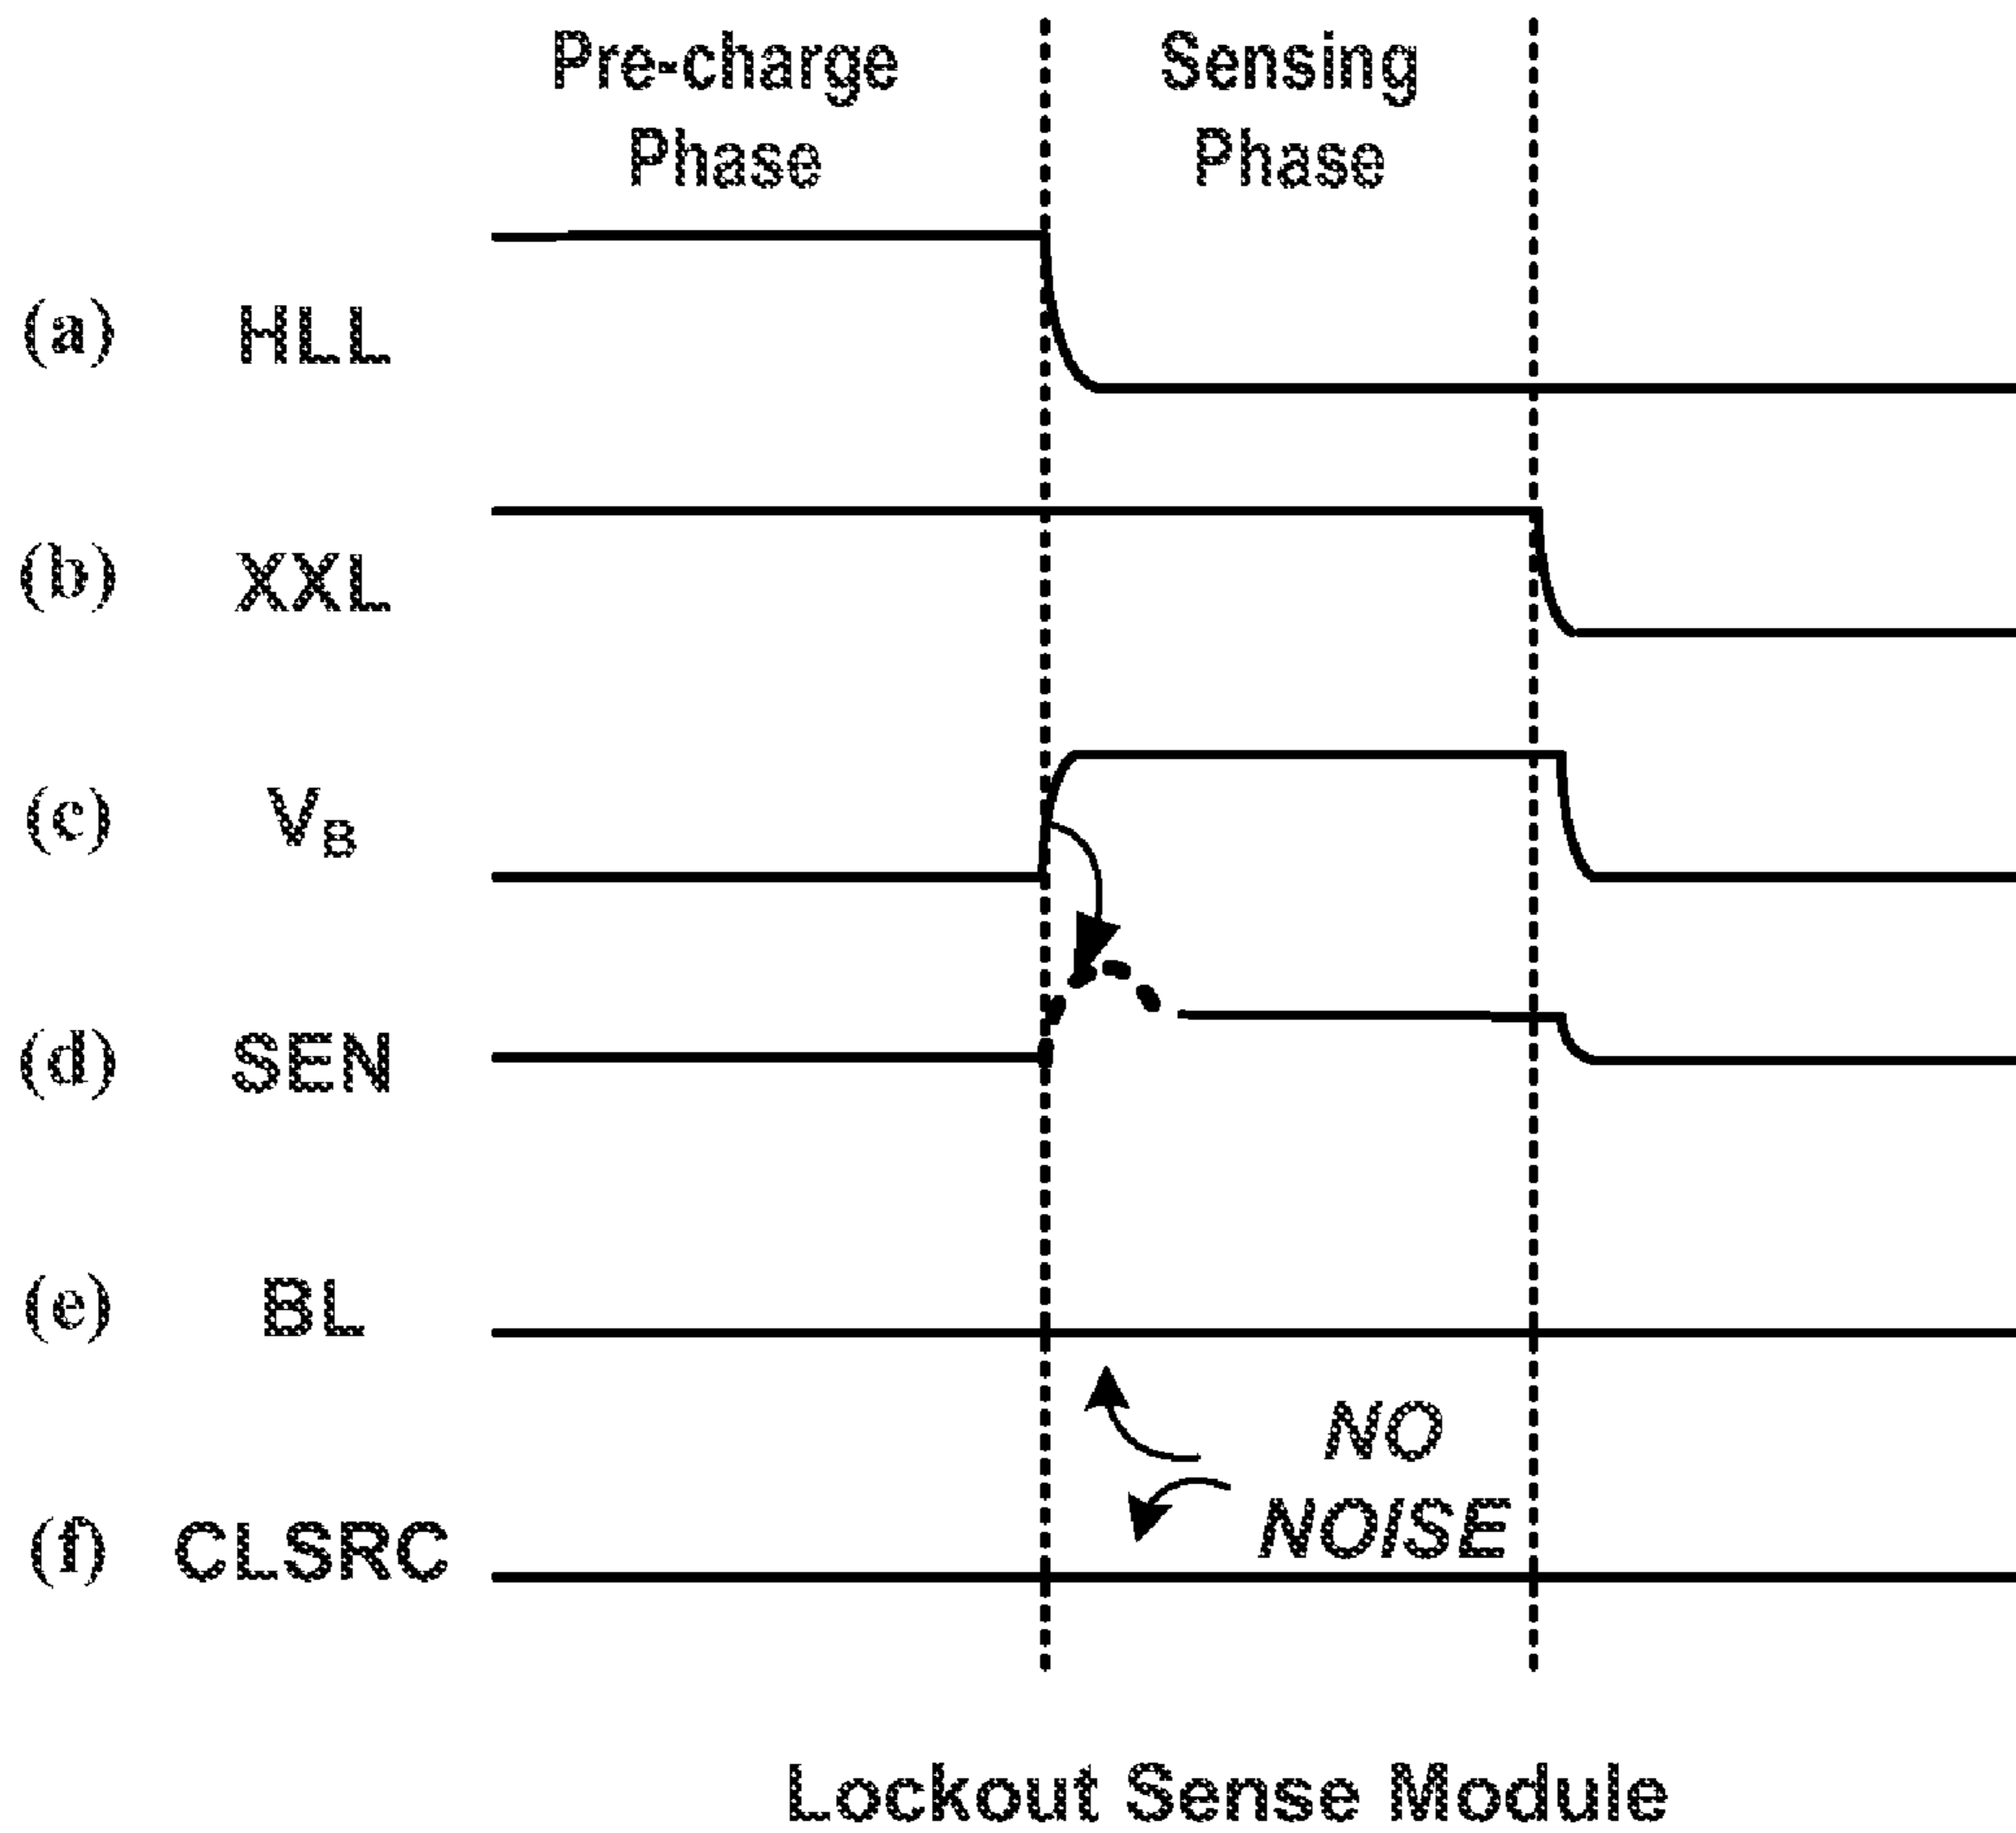 Pre-charge
Phase
Sensing
Phase
(a) HLL
(b) XXL
(c) VB
(d) SEN
(e) BL
NO
NOISE
(f) CLSRC
Lockout Sense Module